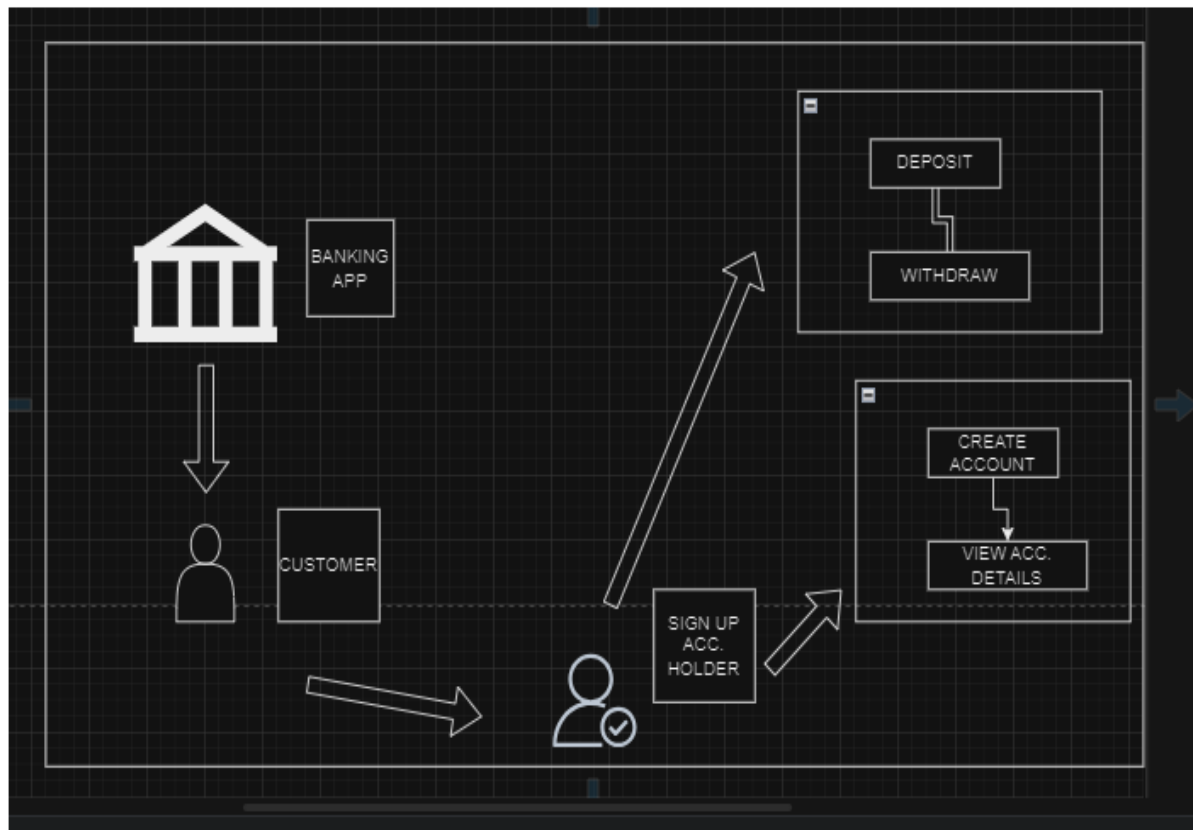 BANKING
APP
CUSTOMER
SIGN UP
ACC.
HOLDER
DEPOSIT
WITHDRAW
CREATE
ACCOUNT
VIEW ACC.
DETAILS